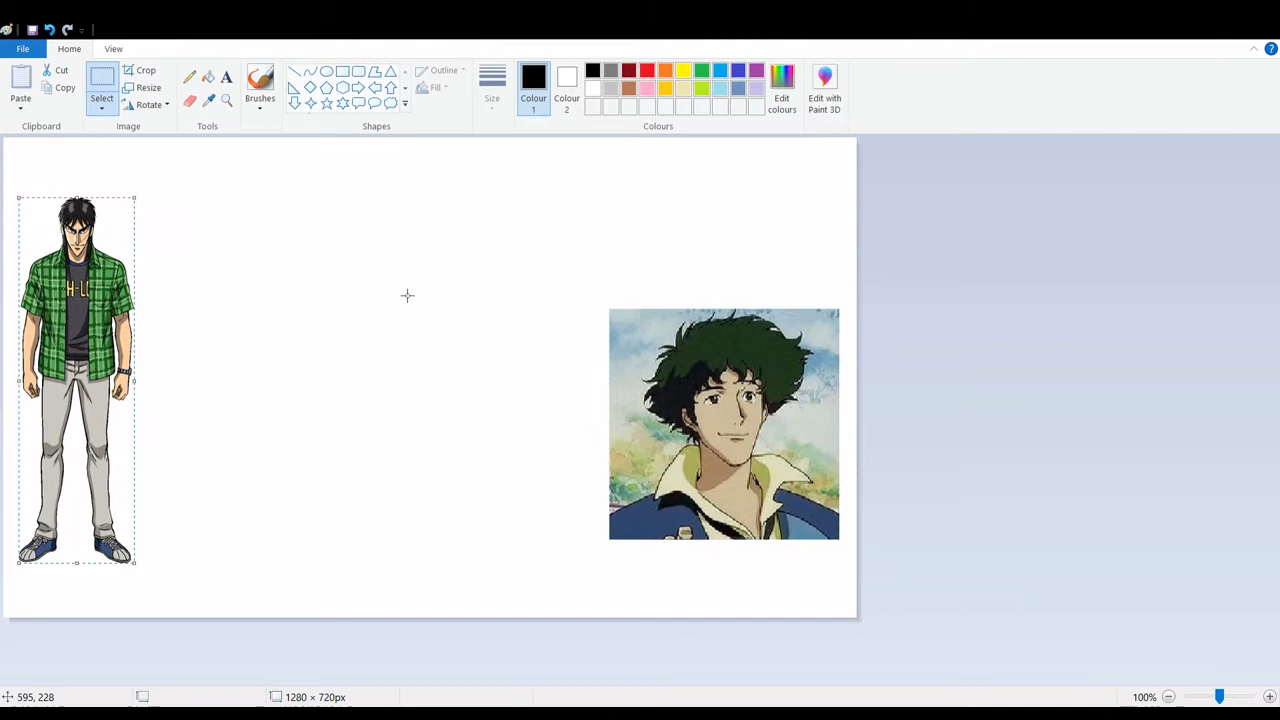 File Home View
Paste
Cut
Copy
Clipboard
Select
Crop
Resize
Rotate
Image
Tools
Brushes
Shapes
Outline
Fill
Size
Colour
1
Colour
2
Edit
colours
Edit with
Paint 3D
Colours
H-LO
595, 228
1280 × 720px
100%